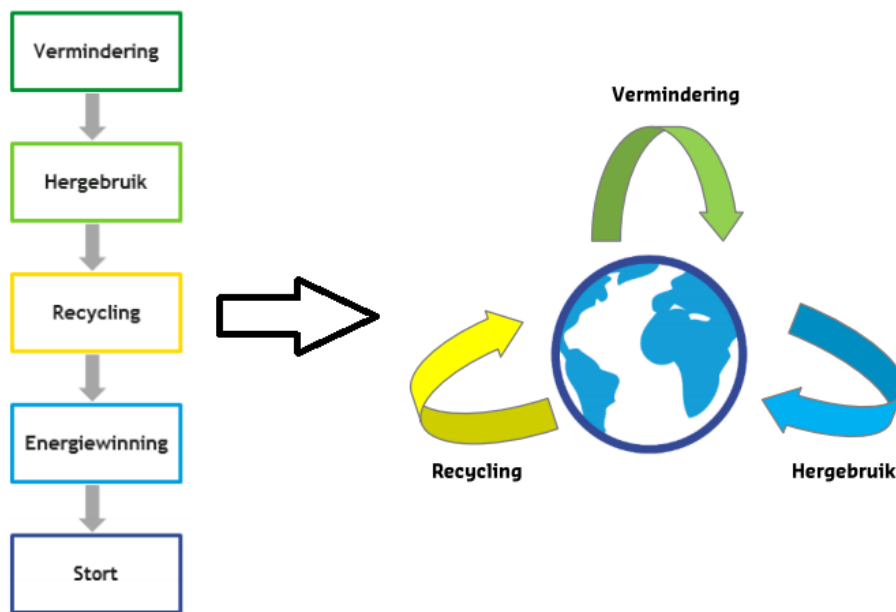 Vermindering
Hergebruik
Recycling
Energiewinning
Stort
Vermindering
Recycling
Hergebruik